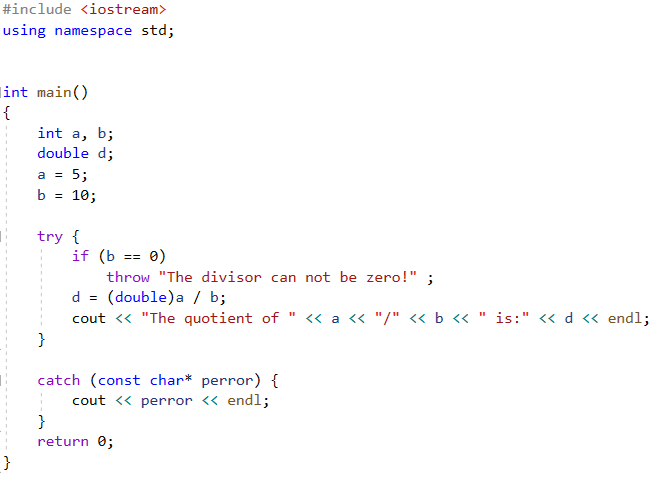 #include <iostream>
using namespace std;
int main()
{
int a, b;
double d;
a = 5;
b = 10;
try {
if (b == 0)
throw "The divisor can not be zero!" ;
d = (double)a / b;
cout << "The quotient of " << a << "/" << b << " is:" << d << endl;
}
catch (const char* perror) {
cout << perror << endl;
}
return 0;
}